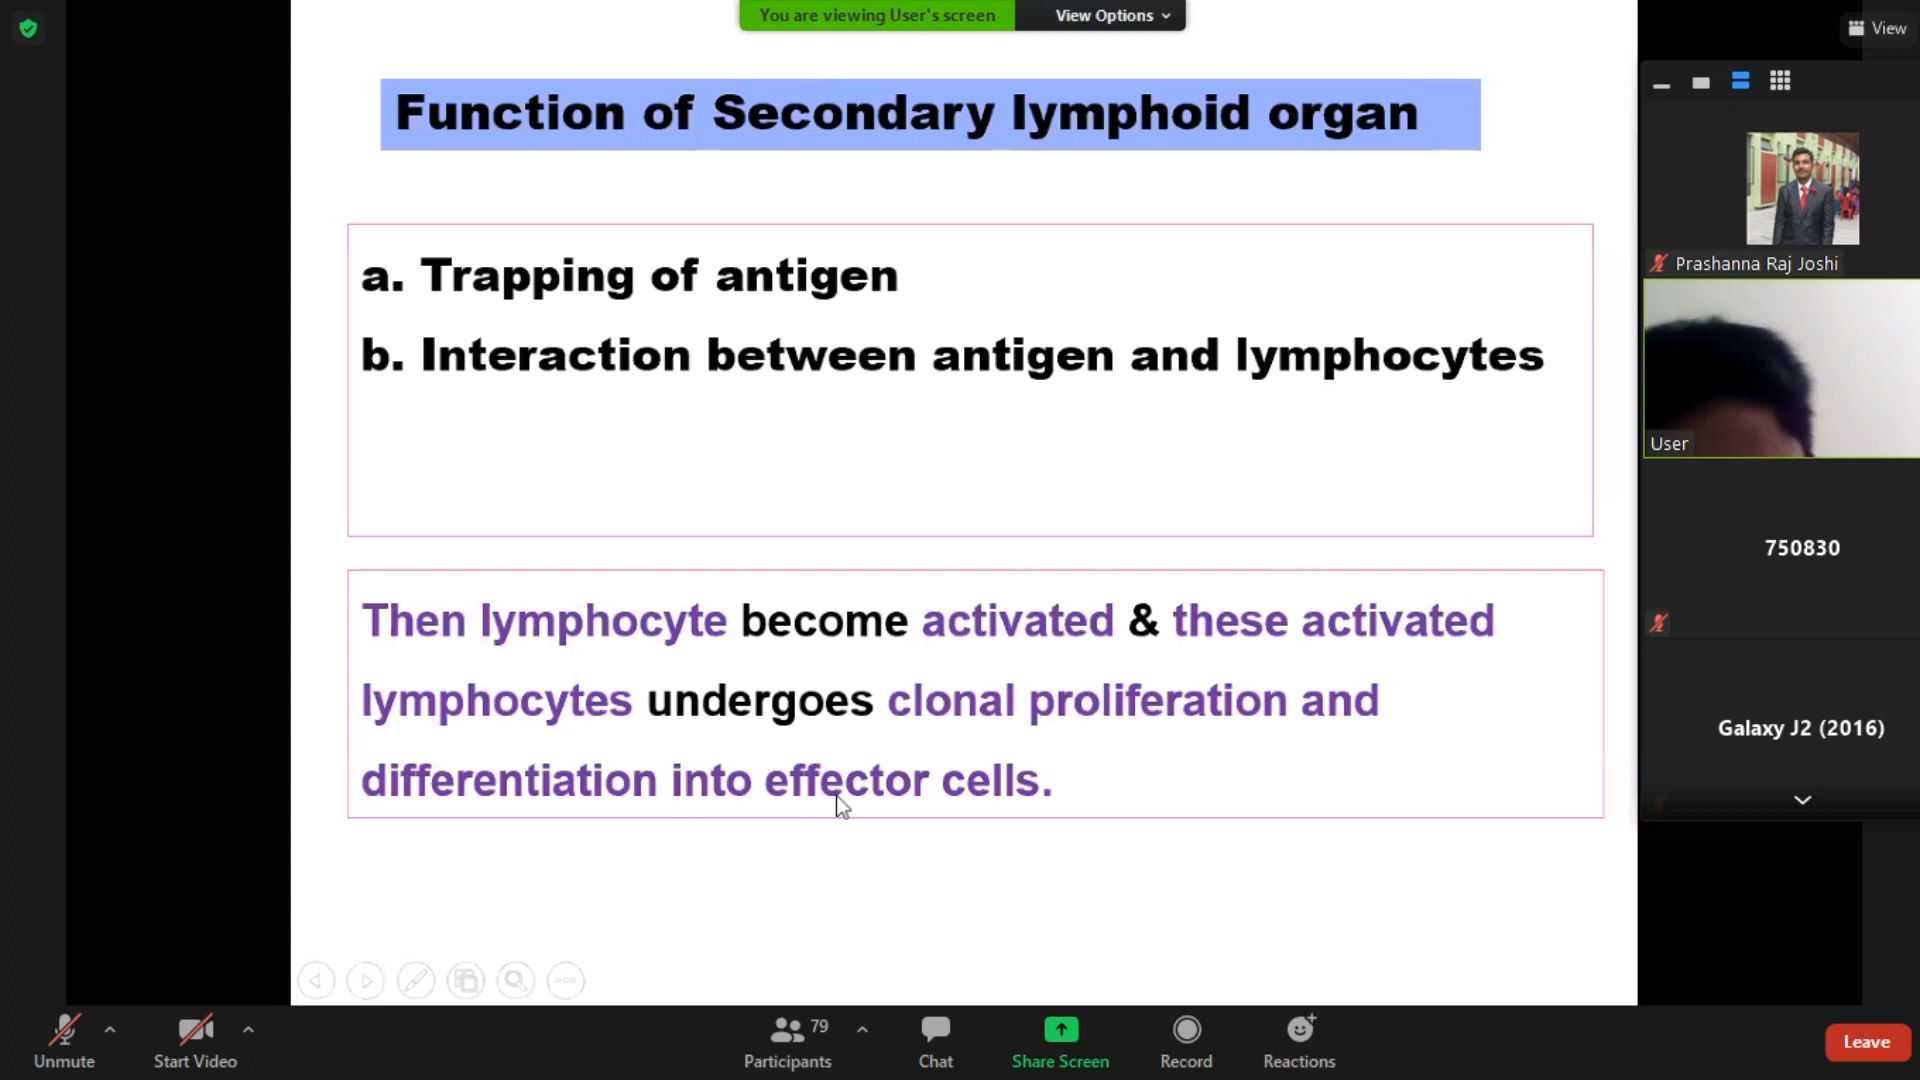 You are viewing User's screen
View Options
View
Function of Secondary lymphoid organ
a. Trapping of antigen
b. Interaction between antigen and lymphocytes
Then lymphocyte become activated & these activated
lymphocytes undergoes clonal proliferation and
differentiation into effector cells.
Prashanna Raj Joshi
User
750830
Galaxy J2 (2016)
Unmute
Start Video
79
Participants
Chat
Share Screen
Record
Reactions
Leave